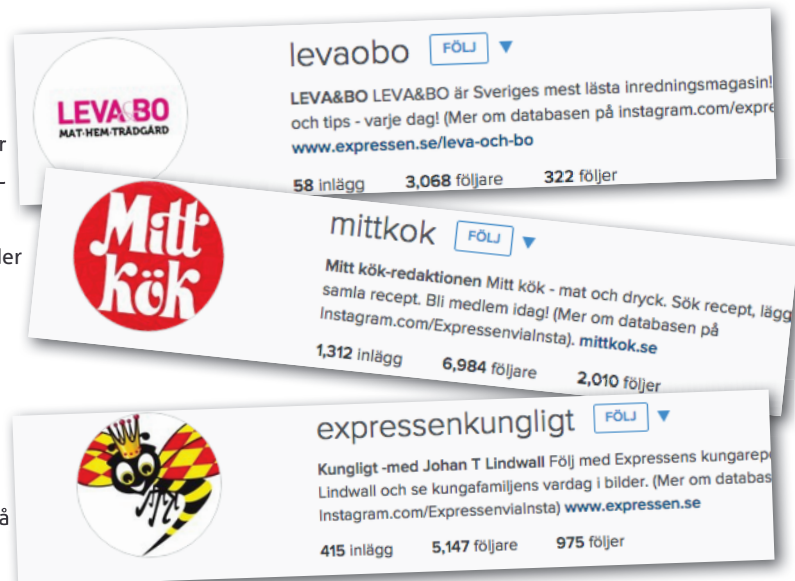 r
-
ler
å
LEVA&BO
MAT·HEM·TRÄDGÅRD
levaobo FÖLJ
LEVA&BO LEVA&BO är Sveriges mest lästa inredningsmagasin!
och tips - varje dag! (Mer om databasen på instagram.com/expre
www.expressen.se/leva-och-bo
58 inlägg 3,068 följare 322 följer
Mitt
kök
mittkok FÖLJ
Mitt kök-redaktionen Mitt kök - mat och dryck. Sök recept, lägg
samla recept. Bli medlem idag! (Mer om databasen på
Instagram.com/ExpressenviaInsta). mittkok.se
1,312 inlägg 6,984 följare 2,010 följer
expressenkungligt FÖLJ
Kungligt -med Johan T Lindwall Följ med Expressens kungarep
Lindwall och se kungafamiljens vardag i bilder. (Mer om databas
Instagram.com/ExpressenviaInsta) www.expressen.se
415 inlägg 5,147 följare 975 följer